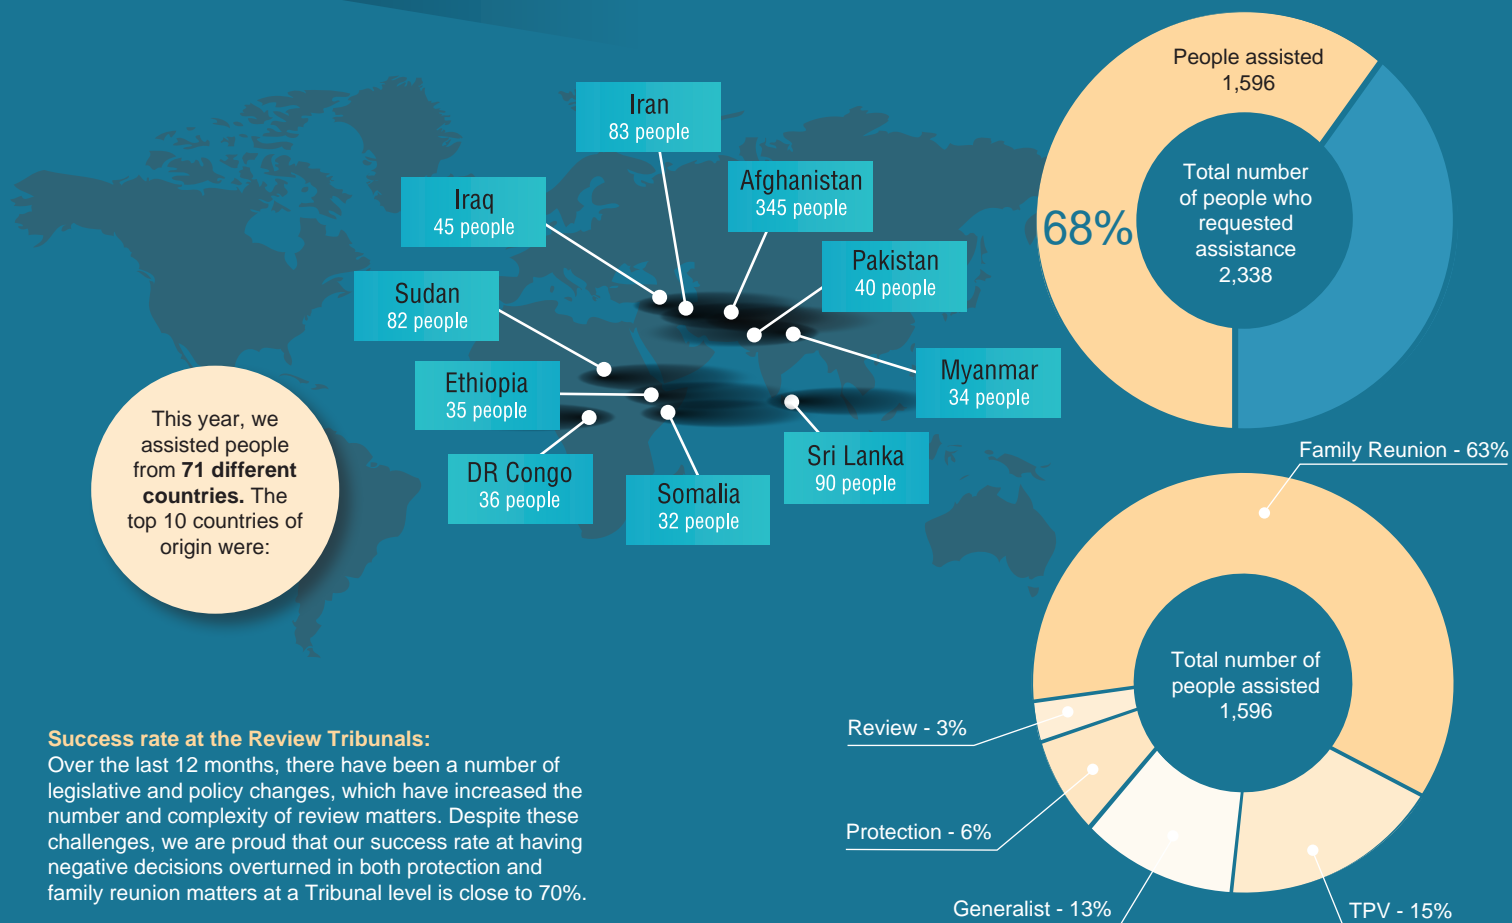 Iran
83 people
Afghanistan
345 people
Iraq
45 people
Pakistan
40 people
Sudan
82 people
Myanmar
34 people
Ethiopia
35 people
DR Congo
36 people
Somalia
32 people
Sri Lanka
90 people
This year, we
assisted people
from 71 different
countries. The
top 10 countries of
origin were:
People assisted
1,596
68%
Total number
of people who
requested
assistance
2,338
Family Reunion - 63%
Total number of
people assisted
1,596
Review - 3%
Protection - 6%
Generalist - 13%
TPV - 15%
Success rate at the Review Tribunals:
Over the last 12 months, there have been a number of
legislative and policy changes, which have increased the
number and complexity of review matters. Despite these
challenges, we are proud that our success rate at having
negative decisions overturned in both protection and
family reunion matters at a Tribunal level is close to 70%.